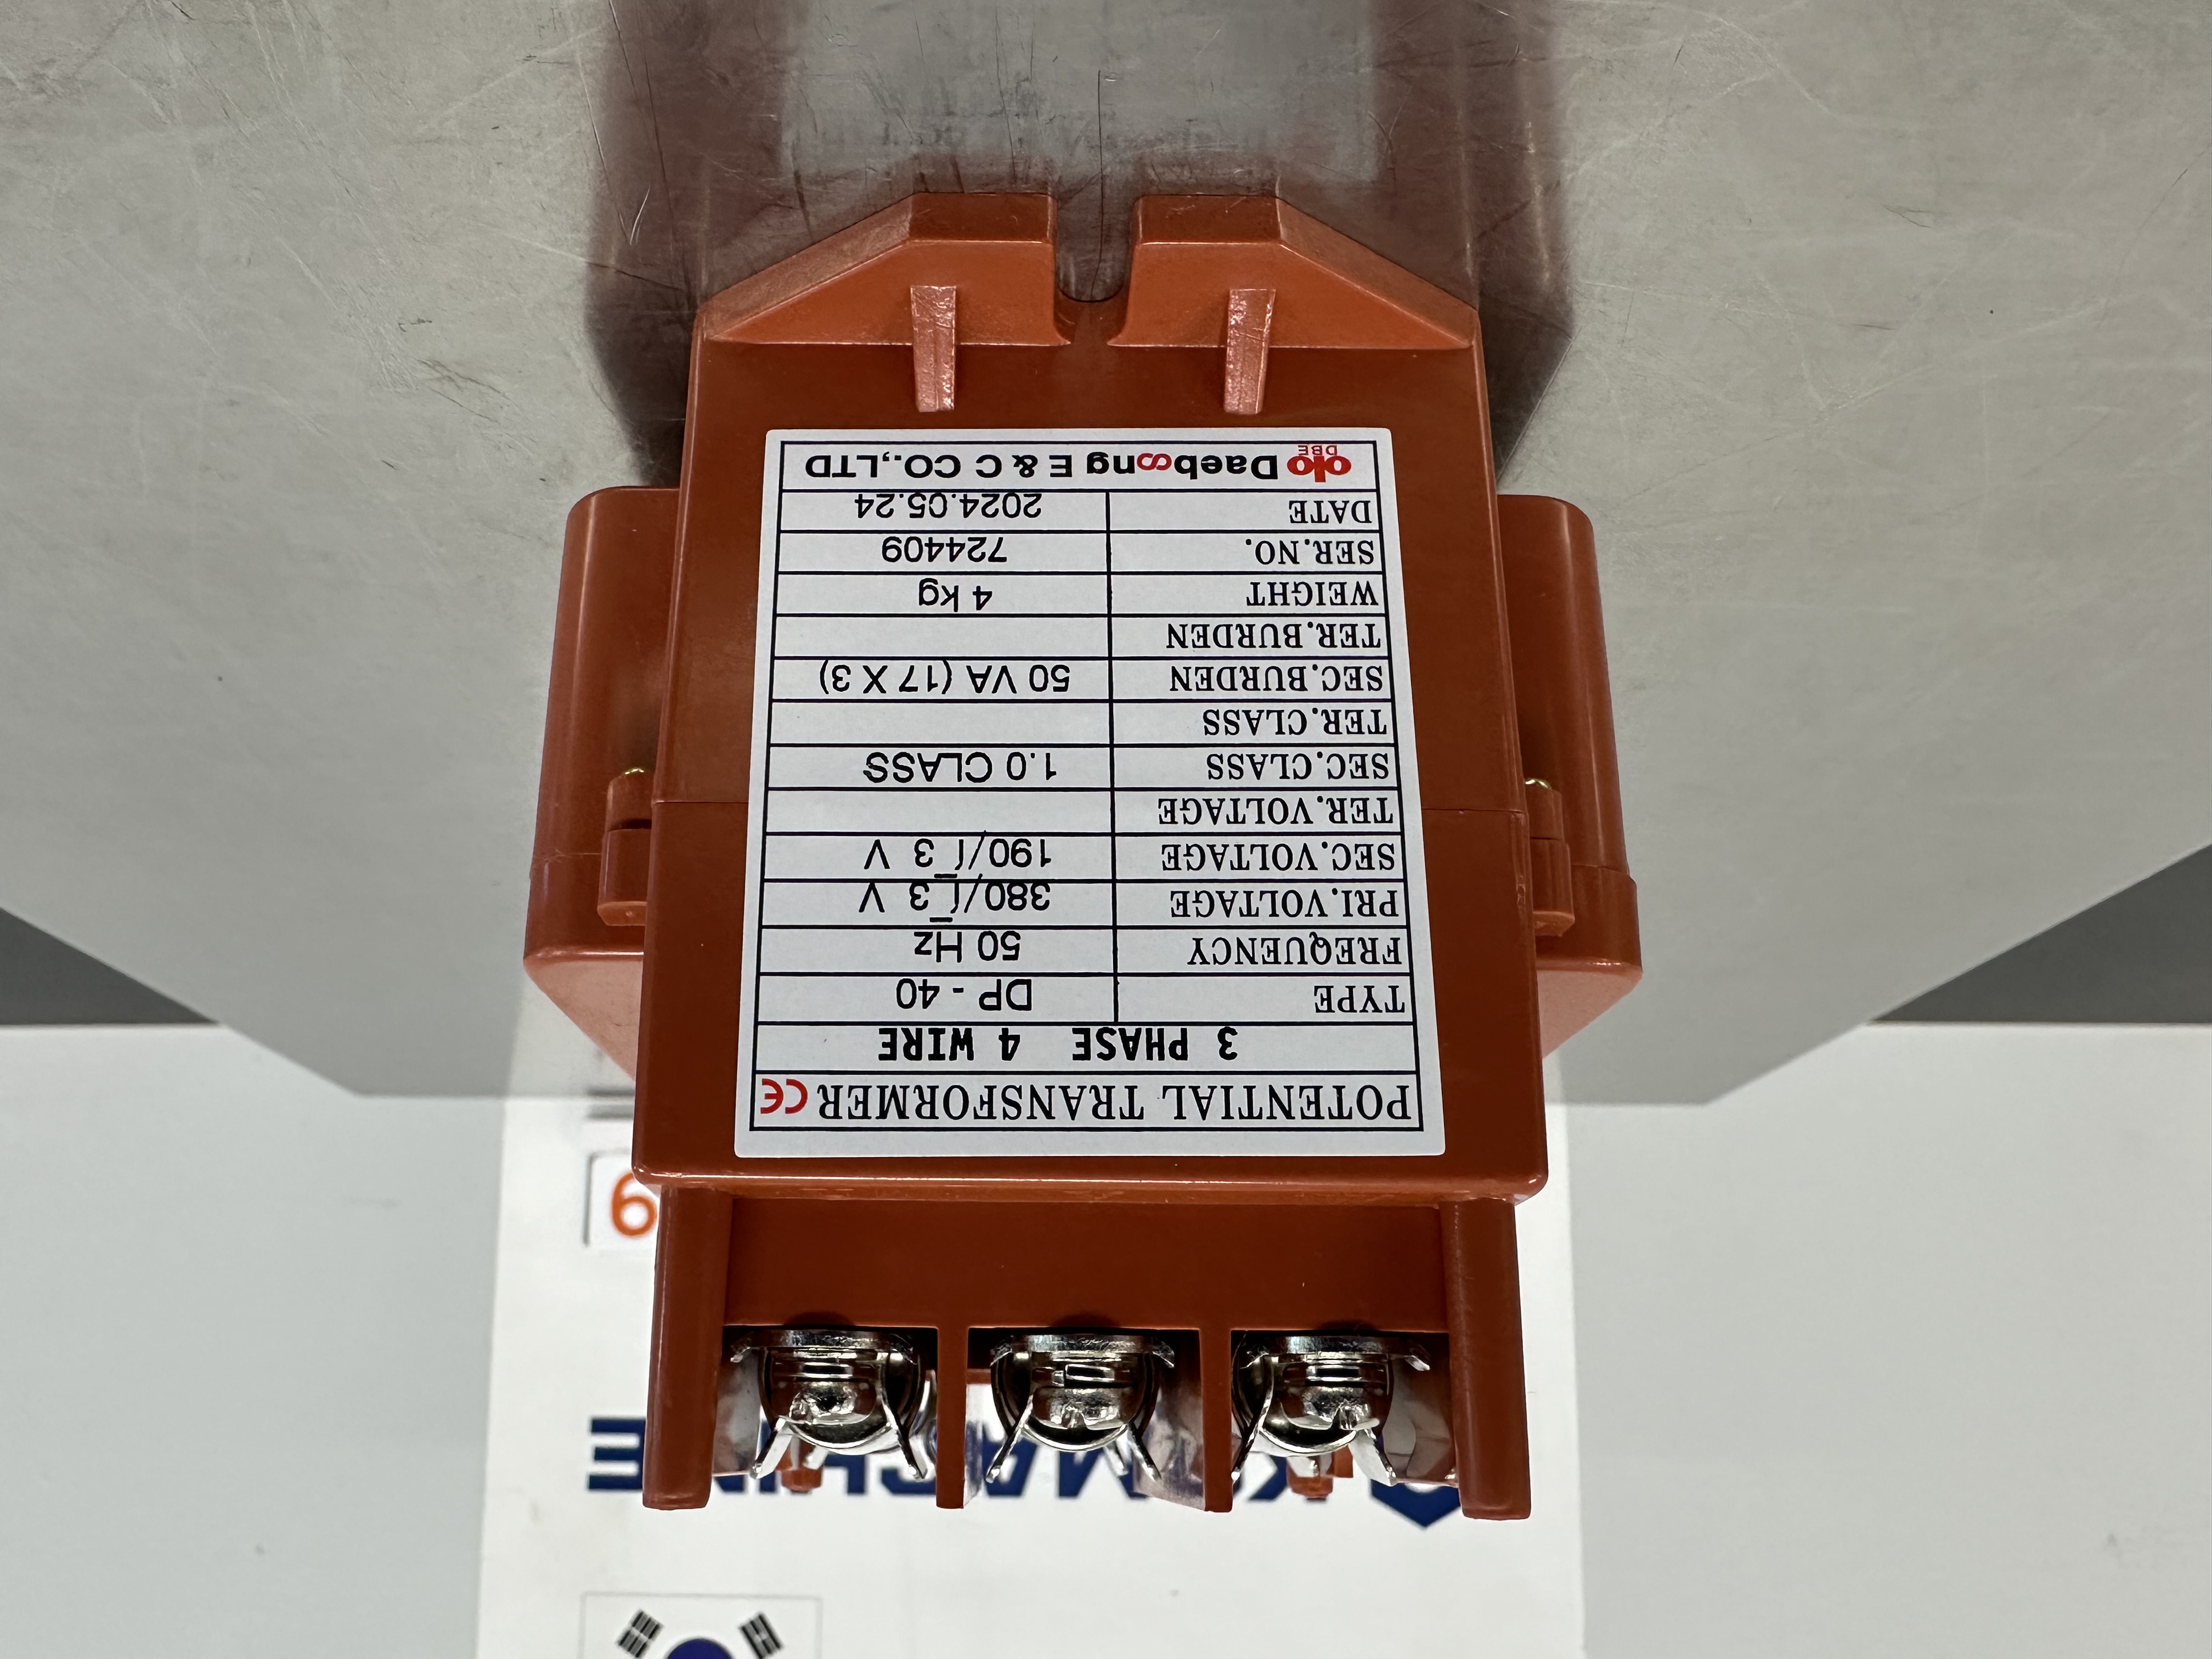 POTENTIAL TRANSFORMER CE
3 PHASE 4 WIRE
TYPE DP - 40
FREQUENCY 50 Hz
PRI.VOLTAGE 380/√3 V
SEC.VOLTAGE 190/√3 V
TER.VOLTAGE
SEC.CLASS 1.0 CLASS
TER.CLASS
SEC.BURDEN 50 VA (17 X 3)
TER.BURDEN
WEIGHT 4 kg
SER.NO. 724409
DATE 2024.05.24
DBE Daeboong E & C CO.,LTD